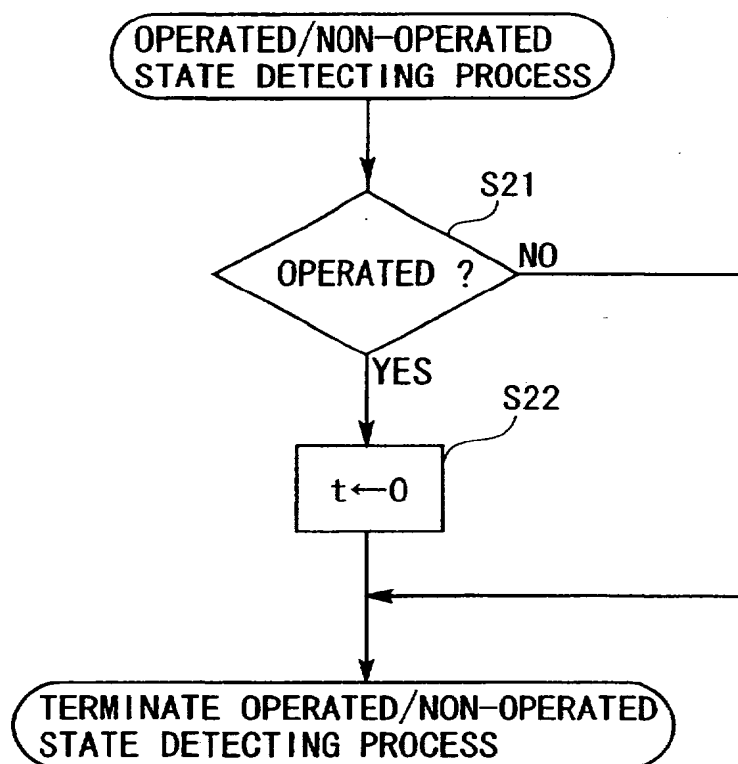 OPERATED/NON-OPERATED
STATE DETECTING PROCESS
S21
OPERATED ?
NO
YES
S22
t←0
TERMINATE OPERATED/NON-OPERATED
STATE DETECTING PROCESS